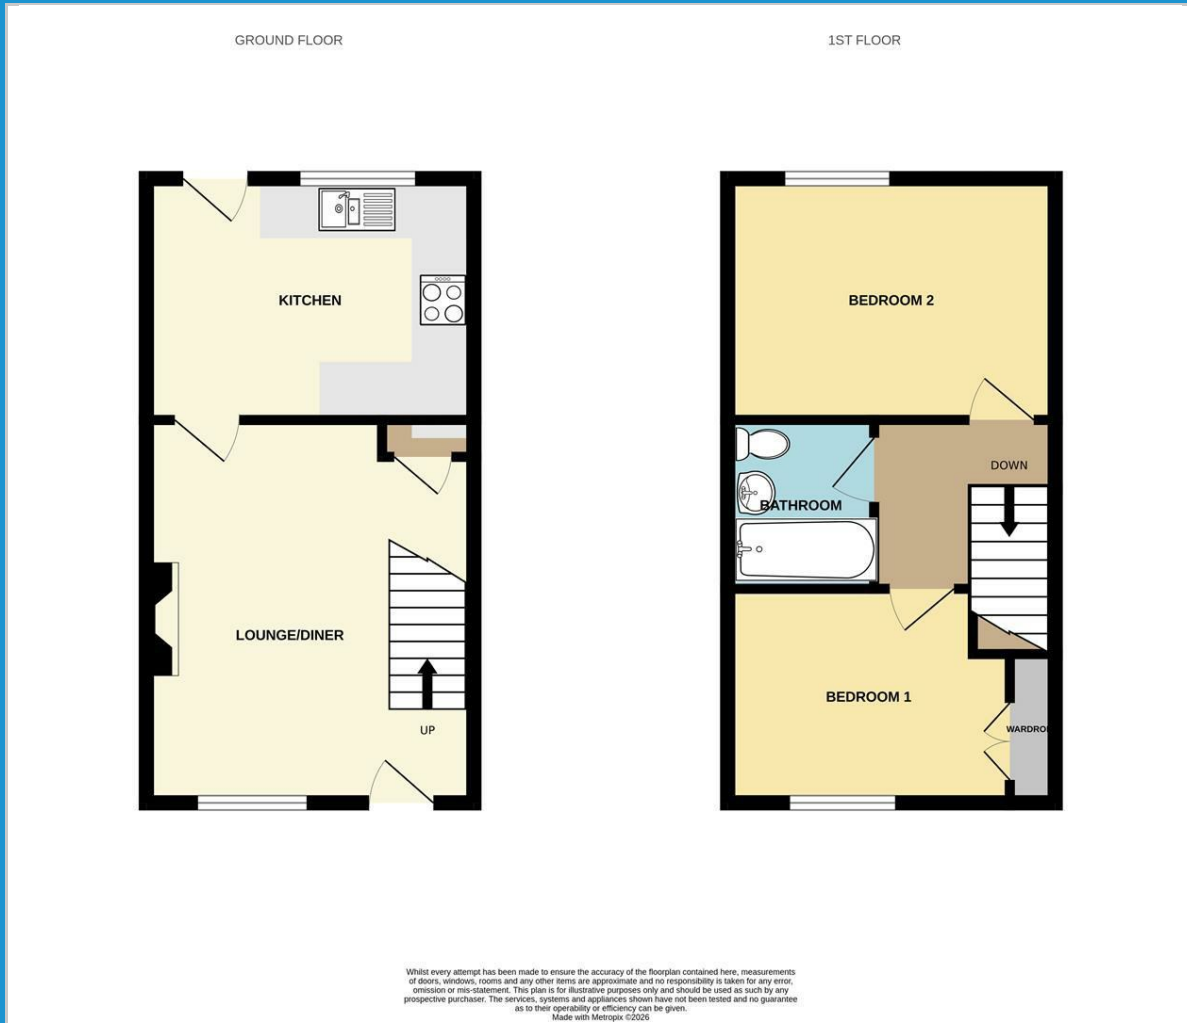 GROUND FLOOR
1ST FLOOR
KITCHEN
BEDROOM 2
DOWN
BATHROOM
LOUNGE/DINER
BEDROOM 1
UP
WARDRO
Whilst every attempt has been made to ensure the accuracy of the floorplan contained here, measurements
of doors, windows, rooms and any other items are approximate and no responsibility is taken for any error,
omission or mis-statement. This plan is for illustrative purposes only and should be used as such by any
prospective purchaser. The services, systems and appliances shown have not been tested and no guarantee
as to their operability or efficiency can be given.
Made with Metropix ©2026